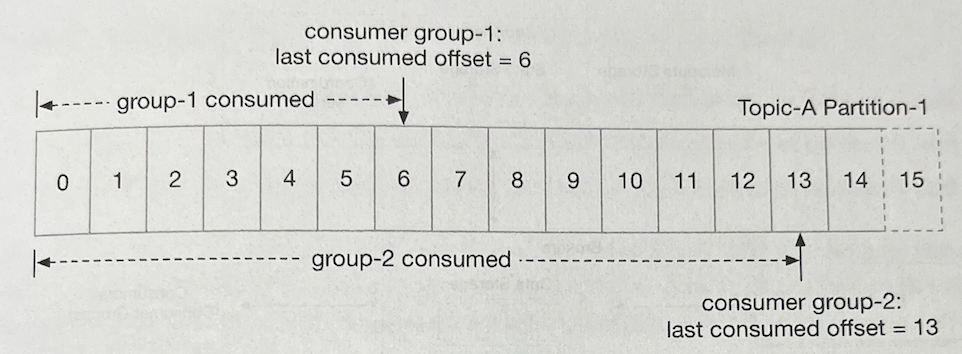 consumer group-1:
last consumed offset = 6
group-1 consumed
Topic-A Partition-1
0 1 2 3 4 5 6 7 8 9 10 11 12 13 14 15
group-2 consumed
consumer group-2:
last consumed offset = 13